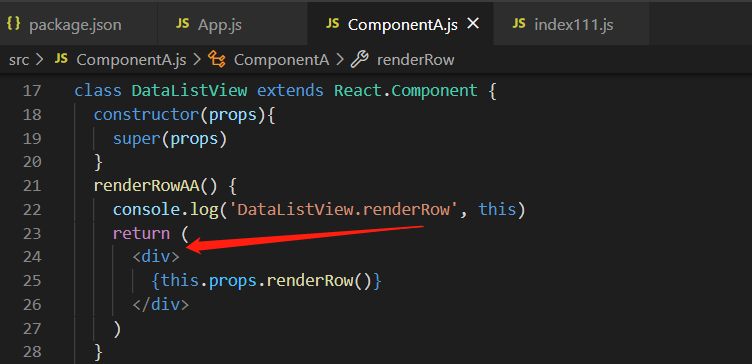 {} package.json JS App.js JS ComponentA.js × JS index111.js
src > JS ComponentA.js > ComponentA > renderRow
17 class DataListView extends React.Component {
18 constructor(props){
19 super(props)
20 }
21 renderRowAA() {
22 console.log('DataListView.renderRow', this)
23 return (
24 <div>
25 {this.props.renderRow()}
26 </div>
27 )
28 }